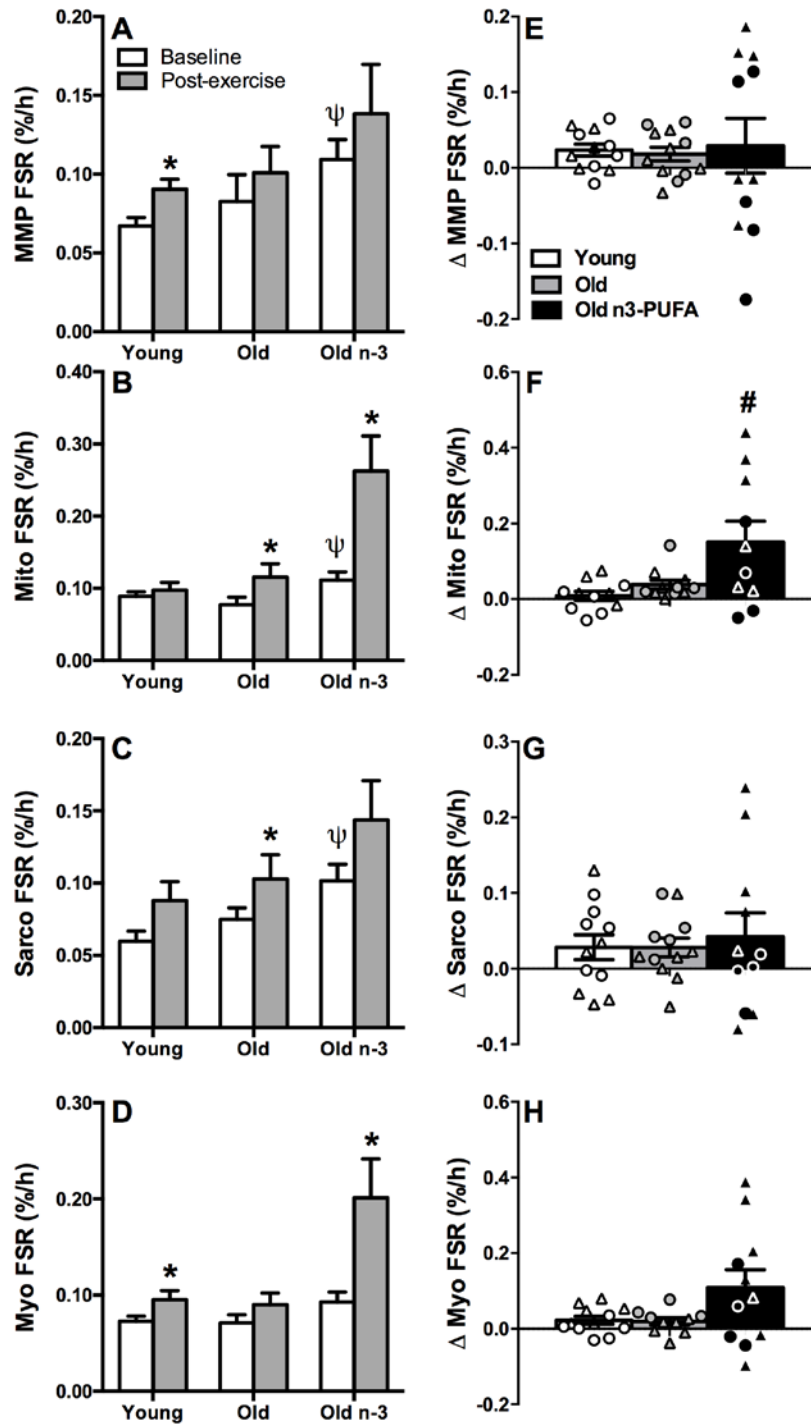 A
Baseline
Post-exercise
MMP FSR (%/h)
0.20
0.15
0.10
0.05
0.00
*
ψ
Young
Old
Old n-3
B
Mito FSR (%/h)
0.40
0.30
0.20
0.10
0.00
*
ψ
*
Young
Old
Old n-3
C
Sarco FSR (%/h)
0.20
0.15
0.10
0.05
0.00
*
ψ
Young
Old
Old n-3
D
Myo FSR (%/h)
0.30
0.20
0.10
0.00
*
*
Young
Old
Old n-3
E
Δ MMP FSR (%/h)
0.2
0.1
0.0
-0.1
-0.2
Young
Old
Old n3-PUFA
F
Δ Mito FSR (%/h)
0.6
0.4
0.2
0.0
-0.2
#
G
Δ Sarco FSR (%/h)
0.3
0.2
0.1
0.0
-0.1
H
Δ Myo FSR (%/h)
0.6
0.4
0.2
0.0
-0.2